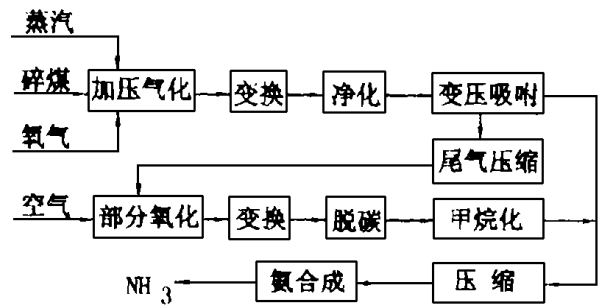 蒸汽
碎煤
加压气化
变换
净化
变压吸附
氧气
尾气压缩
空气
部分氧化
变换
脱碳
甲烷化
NH3
氨合成
压缩